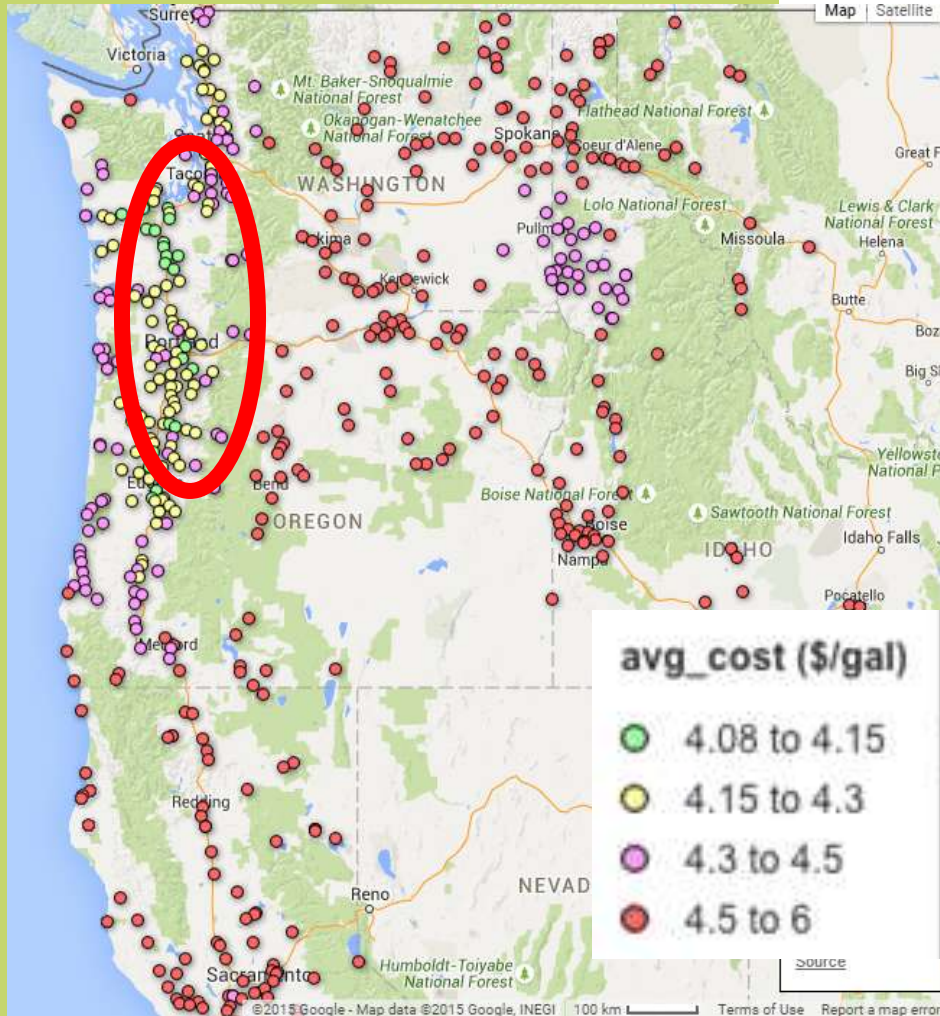 Surrey
Map
Satellite
Victoria
Mt. Baker-Snoqualmie
National Forest
Okanogan-Wenatchee
National Forest
Flathead National Forest
Spokane
Coeur d'Alene
Great F
WASHINGTON
Lolo National Forest
Lewis & Clark
National Forest
Pullm
Missoula
Helena
Butte
Boz
Portland
Big S
Yellowsto
National P
Bend
Boise National Forest
OREGON
Sawtooth National Forest
Boise
IDAHO
Idaho Falls
Nampa
Pocatello
Medford
avg_cost ($/gal)
4.08 to 4.15
4.15 to 4.3
4.3 to 4.5
4.5 to 6
Redding
Reno
NEVAD
Sacramento
Humboldt-Toiyabe
National Forest
Source
©2015 Google - Map data ©2015 Google, INEGI
100 km
Terms of Use
Report a map error